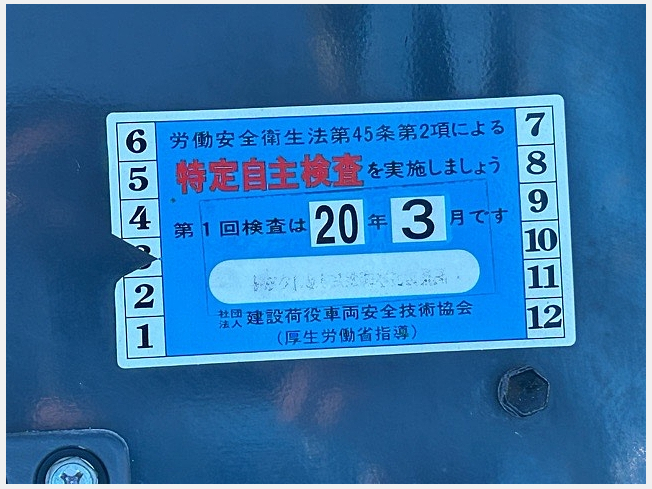 6
5
4
3
2
1
労働安全衛生法第45条第2項による
特定自主検査を実施しましょう
第1回検査は20年3月です
社団法人 建設荷役車両安全技術協会
(厚生労働省指導)
7
8
9
10
11
12